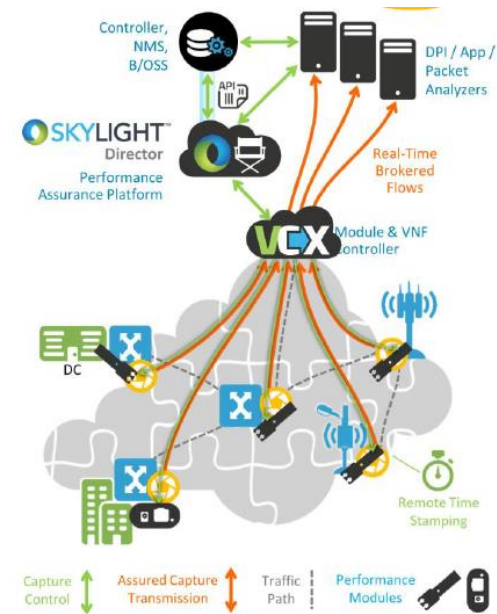 Controller,
NMS,
B/OSS
API
DPI / App /
Packet
Analyzers
SKYLIGHT™
Director
Performance
Assurance Platform
Real-Time
Brokered
Flows
VCX
Module & VNF
Controller
DC
Remote Time
Stamping
Capture
Control
Assured Capture
Transmission
Traffic
Path
Performance
Modules